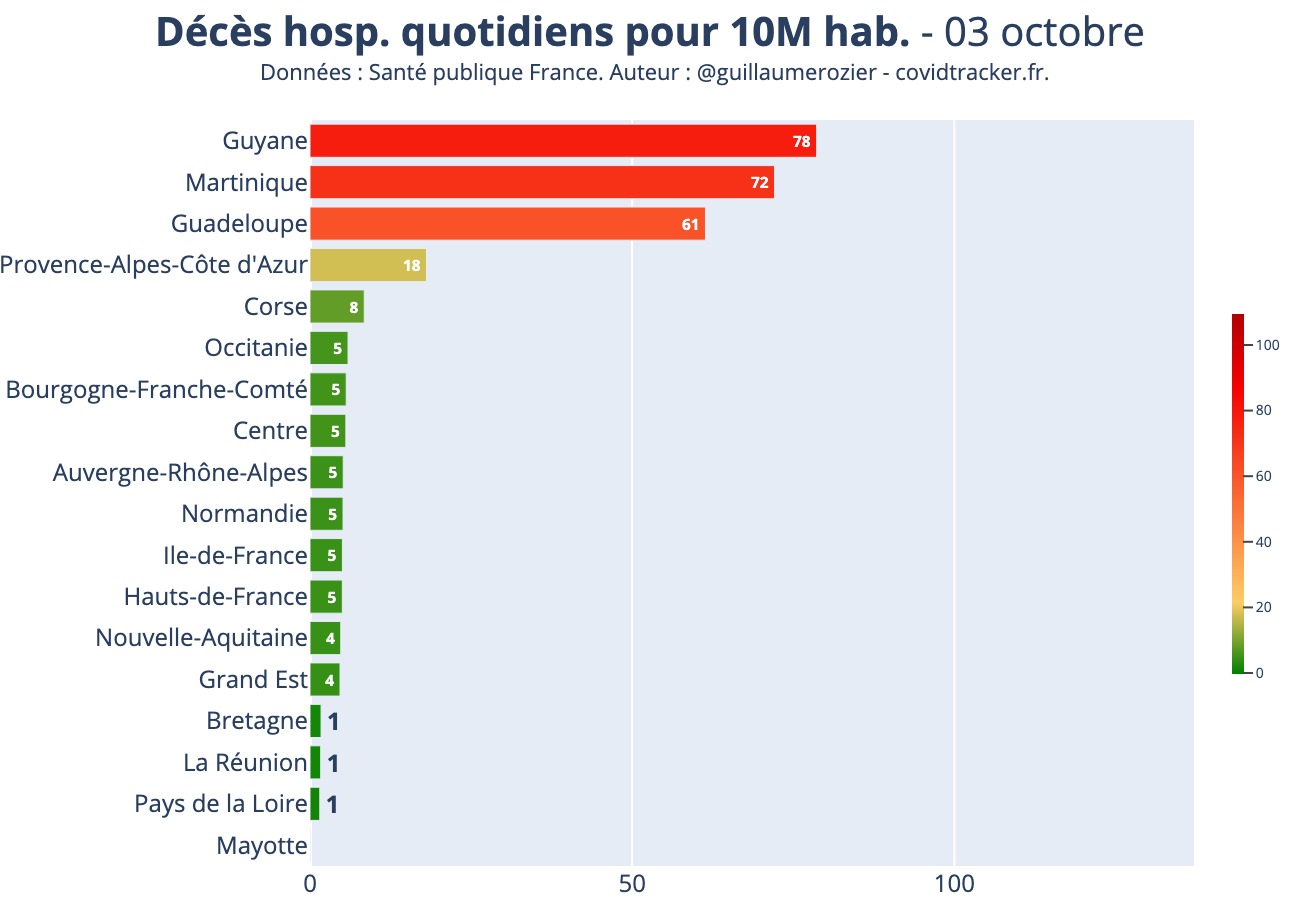 Décès hosp. quotidiens pour 10M hab. - 03 octobre
Données : Santé publique France. Auteur : @guillaumerozier - covidtracker.fr.
Guyane 78
Martinique 72
Guadeloupe 61
Provence-Alpes-Côte d'Azur 18
Corse 8
Occitanie 5
Bourgogne-Franche-Comté 5
Centre 5
Auvergne-Rhône-Alpes 5
Normandie 5
Ile-de-France 5
Hauts-de-France 5
Nouvelle-Aquitaine 4
Grand Est 4
Bretagne 1
La Réunion 1
Pays de la Loire 1
Mayotte
0 50 100
100
80
60
40
20
0